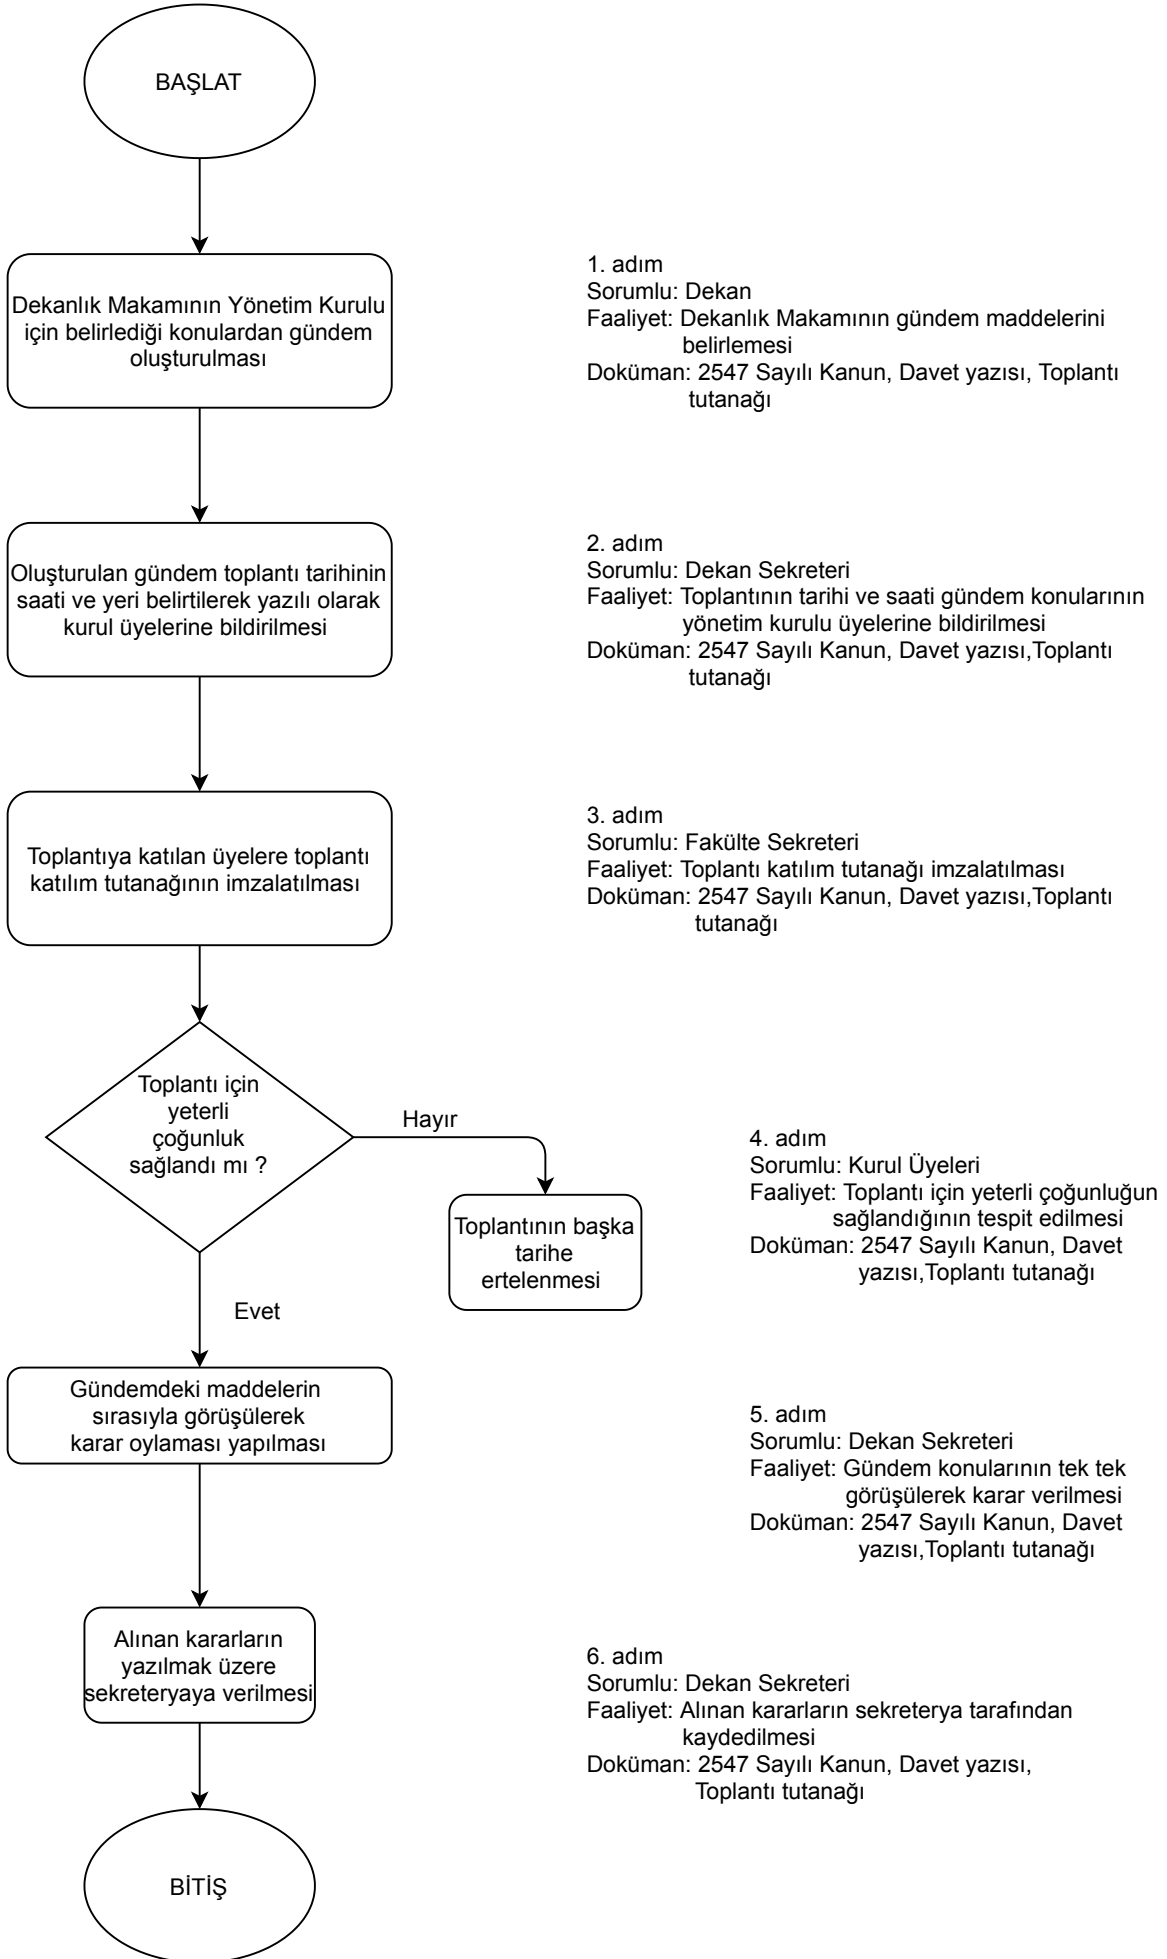 BAŞLAT
Dekanlık Makamının Yönetim Kurulu
için belirlediği konulardan gündem
oluşturulması
1. adım
Sorumlu: Dekan
Faaliyet: Dekanlık Makamının gündem maddelerini
belirlemesi
Doküman: 2547 Sayılı Kanun, Davet yazısı, Toplantı
tutanağı
Oluşturulan gündem toplantı tarihinin
saati ve yeri belirtilerek yazılı olarak
kurul üyelerine bildirilmesi
2. adım
Sorumlu: Dekan Sekreteri
Faaliyet: Toplantının tarihi ve saati gündem konularının
yönetim kurulu üyelerine bildirilmesi
Doküman: 2547 Sayılı Kanun, Davet yazısı,Toplantı
tutanağı
Toplantıya katılan üyelere toplantı
katılım tutanağının imzalatılması
3. adım
Sorumlu: Fakülte Sekreteri
Faaliyet: Toplantı katılım tutanağı imzalatılması
Doküman: 2547 Sayılı Kanun, Davet yazısı,Toplantı
tutanağı
Toplantı için
yeterli
çoğunluk
sağlandı mı ?
Hayır
Toplantının başka
tarihe
ertelenmesi
4. adım
Sorumlu: Kurul Üyeleri
Faaliyet: Toplantı için yeterli çoğunluğun
sağlandığının tespit edilmesi
Doküman: 2547 Sayılı Kanun, Davet
yazısı,Toplantı tutanağı
Evet
Gündemdeki maddelerin
sırasıyla görüşülerek
karar oylaması yapılması
5. adım
Sorumlu: Dekan Sekreteri
Faaliyet: Gündem konularının tek tek
görüşülerek karar verilmesi
Doküman: 2547 Sayılı Kanun, Davet
yazısı,Toplantı tutanağı
Alınan kararların
yazılmak üzere
sekreteryaya verilmesi
6. adım
Sorumlu: Dekan Sekreteri
Faaliyet: Alınan kararların sekreterya tarafından
kaydedilmesi
Doküman: 2547 Sayılı Kanun, Davet yazısı,
Toplantı tutanağı
BİTİŞ